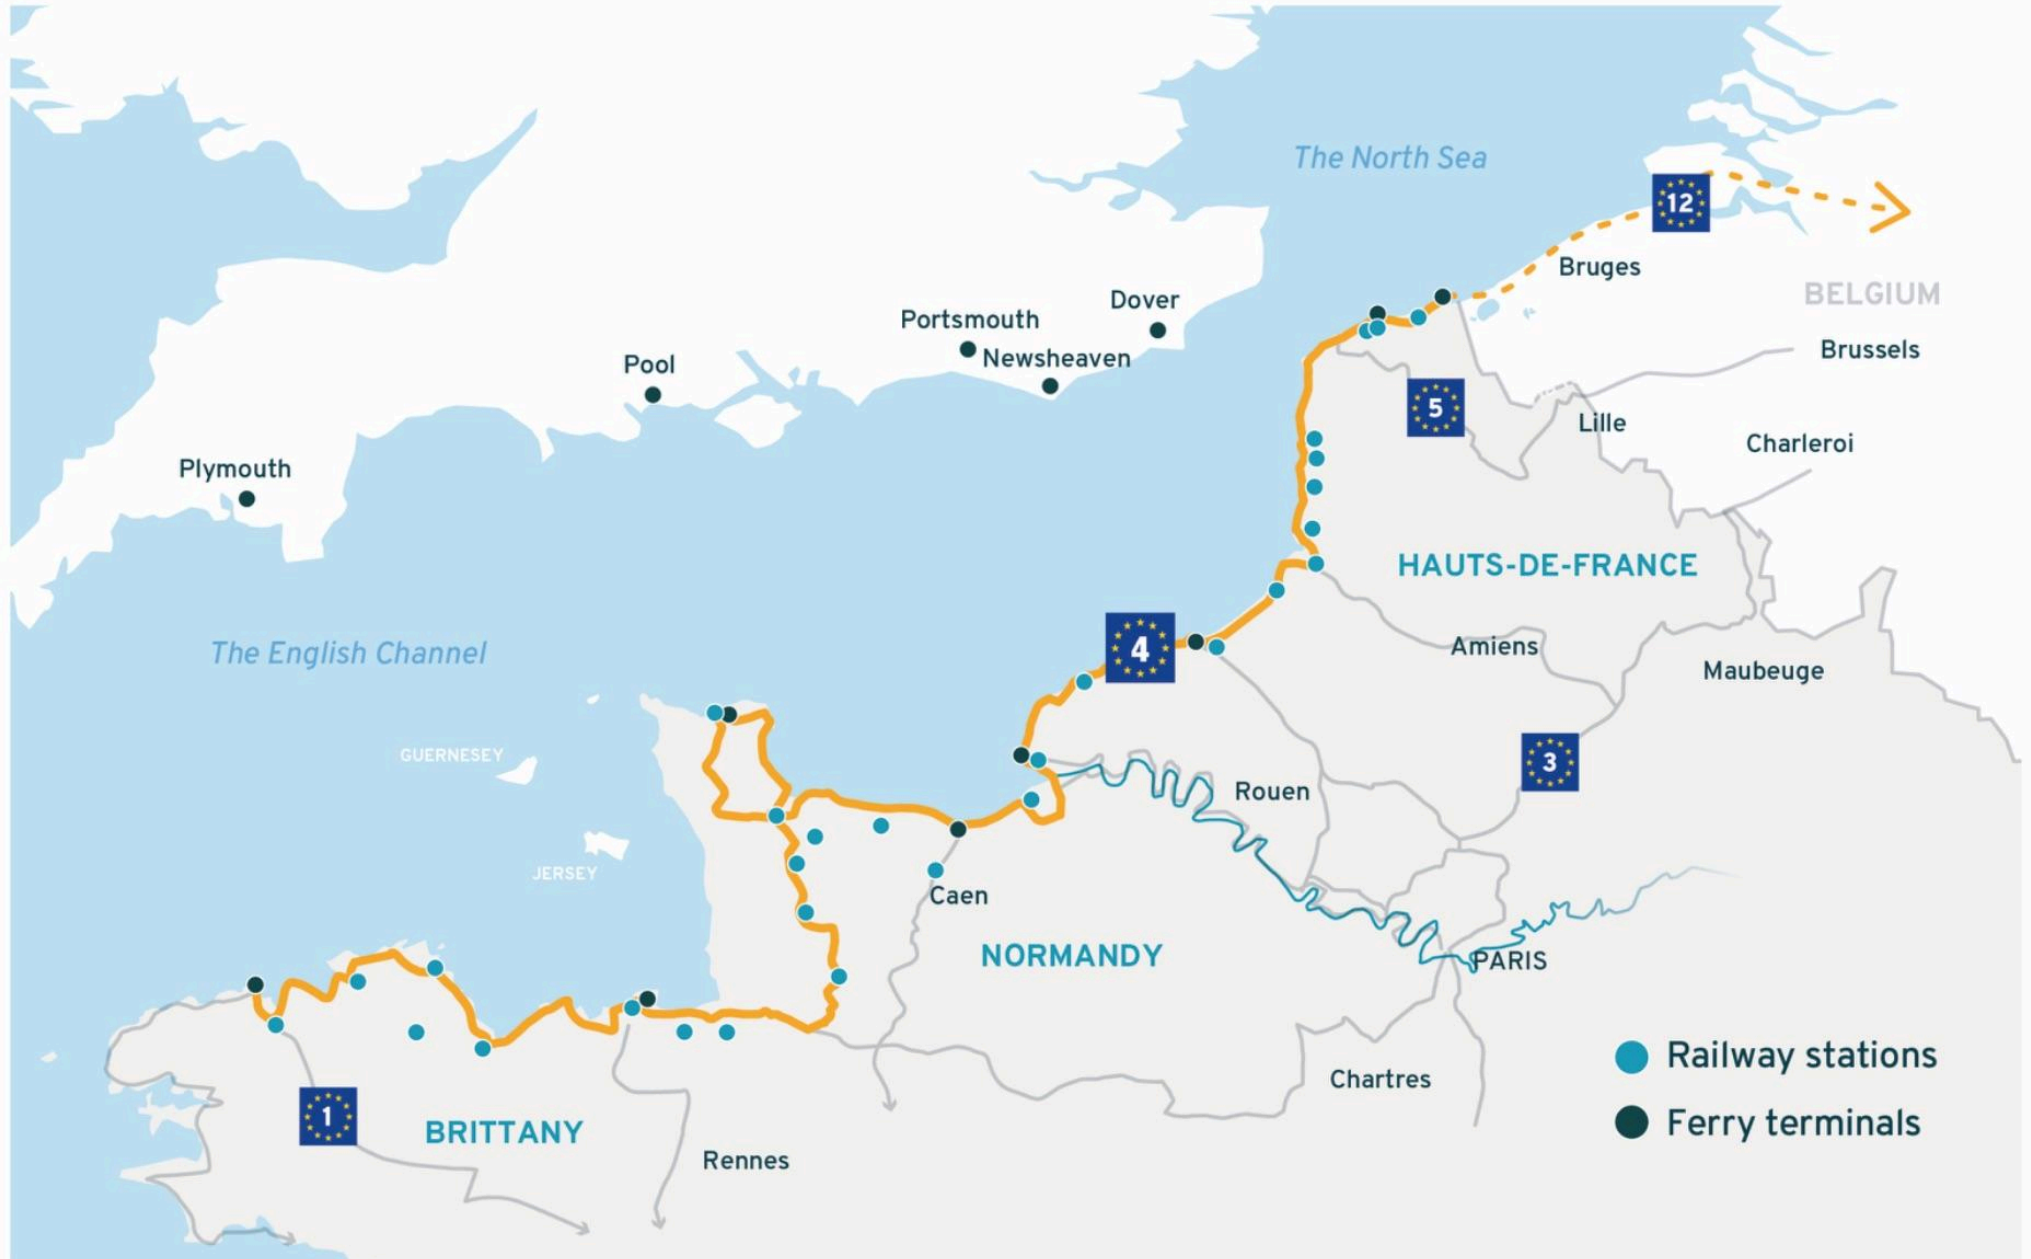 The North Sea
12
Bruges
BELGIUM
Dover
Portsmouth
Newsheaven
Brussels
Pool
5
Lille
Charleroi
Plymouth
HAUTS-DE-FRANCE
The English Channel
4
Amiens
Maubeuge
GUERNESEY
3
Rouen
JERSEY
Caen
NORMANDY
PARIS
Railway stations
Chartres
1
BRITTANY
Ferry terminals
Rennes